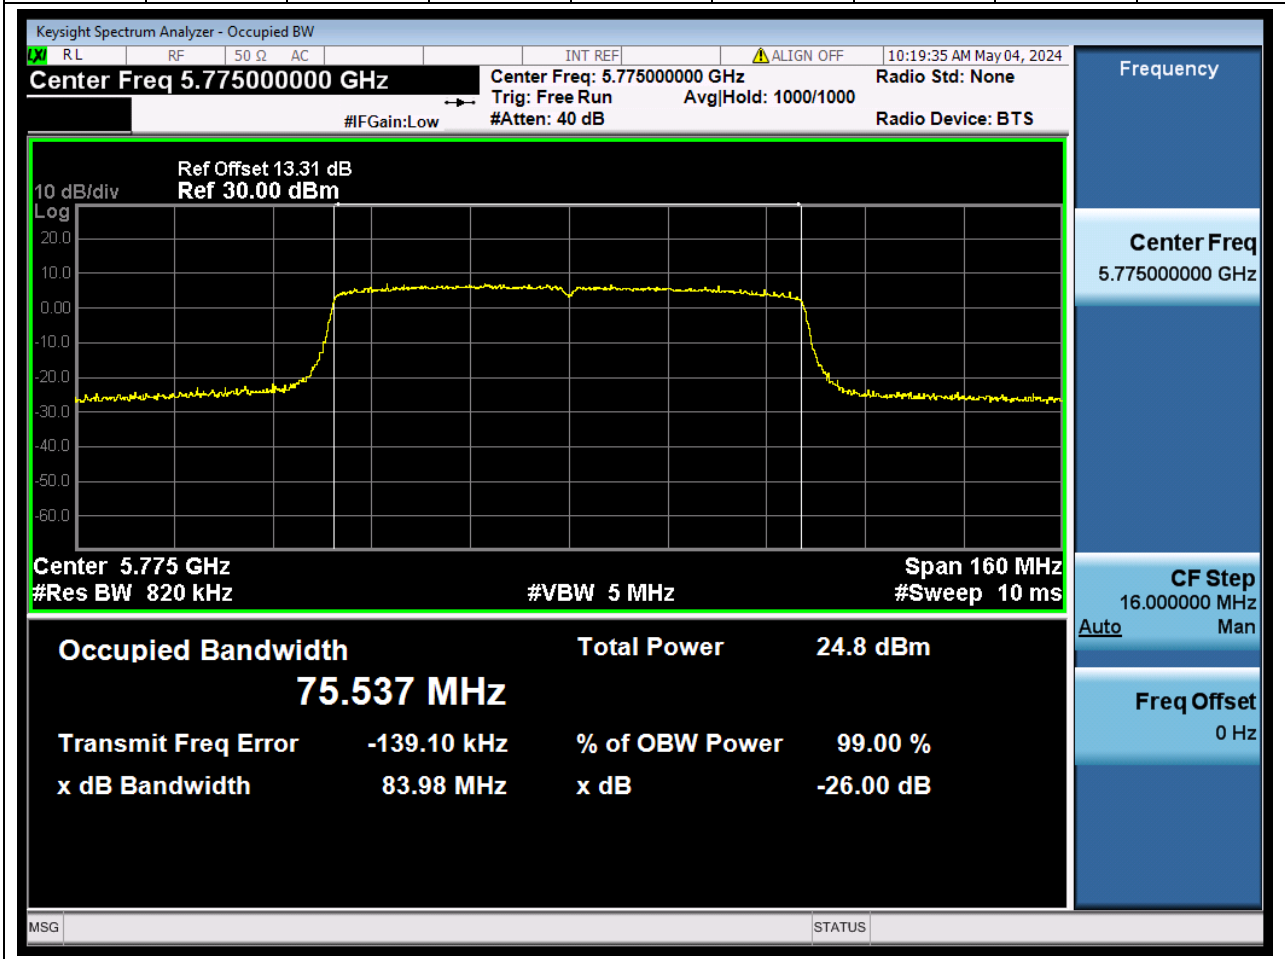 Keysight Spectrum Analyzer - Occupied BW
LXI RL RF 50 Ω AC INT REF ALIGN OFF 10:19:35 AM May 04, 2024
Center Freq 5.775000000 GHz
Center Freq: 5.775000000 GHz
Radio Std: None
Trig: Free Run Avg|Hold: 1000/1000
#IFGain:Low
#Atten: 40 dB
Radio Device: BTS
Ref Offset 13.31 dB
10 dB/div Ref 30.00 dBm
Log
20.0
10.0
0.00
-10.0
-20.0
-30.0
-40.0
-50.0
-60.0
Center 5.775 GHz Span 160 MHz
#Res BW 820 kHz #VBW 5 MHz #Sweep 10 ms
Occupied Bandwidth Total Power 24.8 dBm
75.537 MHz
Transmit Freq Error -139.10 kHz % of OBW Power 99.00 %
x dB Bandwidth 83.98 MHz x dB -26.00 dB
MSG STATUS
Frequency
Center Freq
5.775000000 GHz
CF Step
16.000000 MHz
Auto Man
Freq Offset
0 Hz